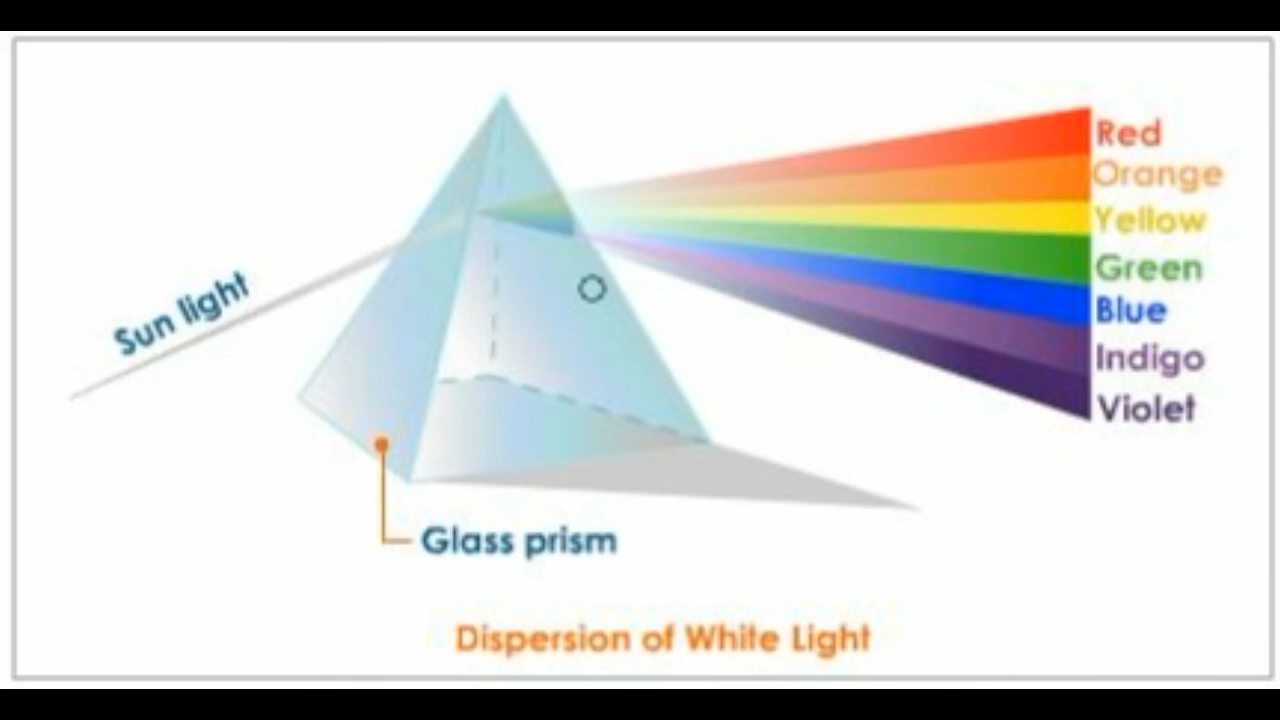 Sun light
Red
Orange
Yellow
Green
Blue
Indigo
Violet
Glass prism
Dispersion of White Light